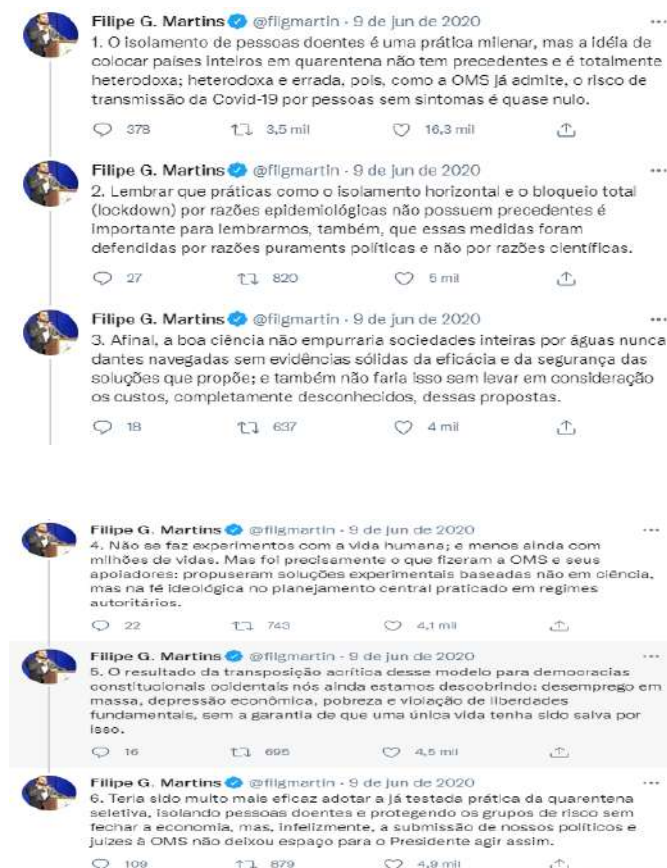 Filipe G. Martins @filgmartin · 9 de jun de 2020 ...
1. O isolamento de pessoas doentes é uma prática milenar, mas a idéia de
colocar países inteiros em quarentena não tem precedentes e é totalmente
heterodoxa; heterodoxa e errada, pois, como a OMS já admite, o risco de
transmissão da Covid-19 por pessoas sem sintomas é quase nulo.
378 3,5 mil 16,3 mil
Filipe G. Martins @filgmartin · 9 de jun de 2020 ...
2. Lembrar que práticas como o isolamento horizontal e o bloqueio total
(lockdown) por razões epidemiológicas não possuem precedentes é
importante para lembrarmos, também, que essas medidas foram
defendidas por razões puraments políticas e não por razões científicas.
27 820 5 mil
Filipe G. Martins @filgmartin · 9 de jun de 2020 ...
3. Afinal, a boa ciência não empurraria sociedades inteiras por águas nunca
dantes navegadas sem evidências sólidas da eficácia e da segurança das
soluções que propõe; e também não faria isso sem levar em consideração
os custos, completamente desconhecidos, dessas propostas.
18 637 4 mil
Filipe G. Martins @filgmartin · 9 de jun de 2020 ...
4. Não se faz experimentos com a vida humana; e menos ainda com
milhões de vidas. Mas foi precisamente o que fizeram a OMS e seus
apoiadores: propuseram soluções experimentais baseadas não em ciência,
mas na fé ideológica no planejamento central praticado em regimes
autoritários.
22 743 4,1 mil
Filipe G. Martins @filgmartin · 9 de jun de 2020 ...
5. O resultado da transposição acrítica desse modelo para democracias
constitucionais ocidentais nós ainda estamos descobrindo: desemprego em
massa, depressão econômica, pobreza e violação de liberdades
fundamentais, sem a garantia de que uma única vida tenha sido salva por
isso.
16 695 4,5 mil
Filipe G. Martins @filgmartin · 9 de jun de 2020 ...
6. Teria sido muito mais eficaz adotar a já testada prática da quarentena
seletiva, isolando pessoas doentes e protegendo os grupos de risco sem
fechar a economia, mas, infelizmente, a submissão de nossos políticos e
juízes à OMS não deixou espaço para o Presidente agir assim.
109 879 4,9 mil